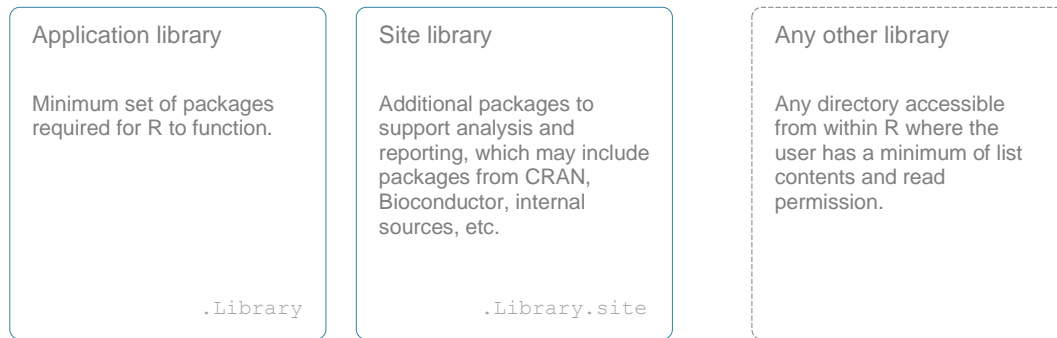 Application library
Minimum set of packages
required for R to function.
.Library
Site library
Additional packages to
support analysis and
reporting, which may include
packages from CRAN,
Bioconductor, internal
sources, etc.
.Library.site
Any other library
Any directory accessible
from within R where the
user has a minimum of list
contents and read
permission.